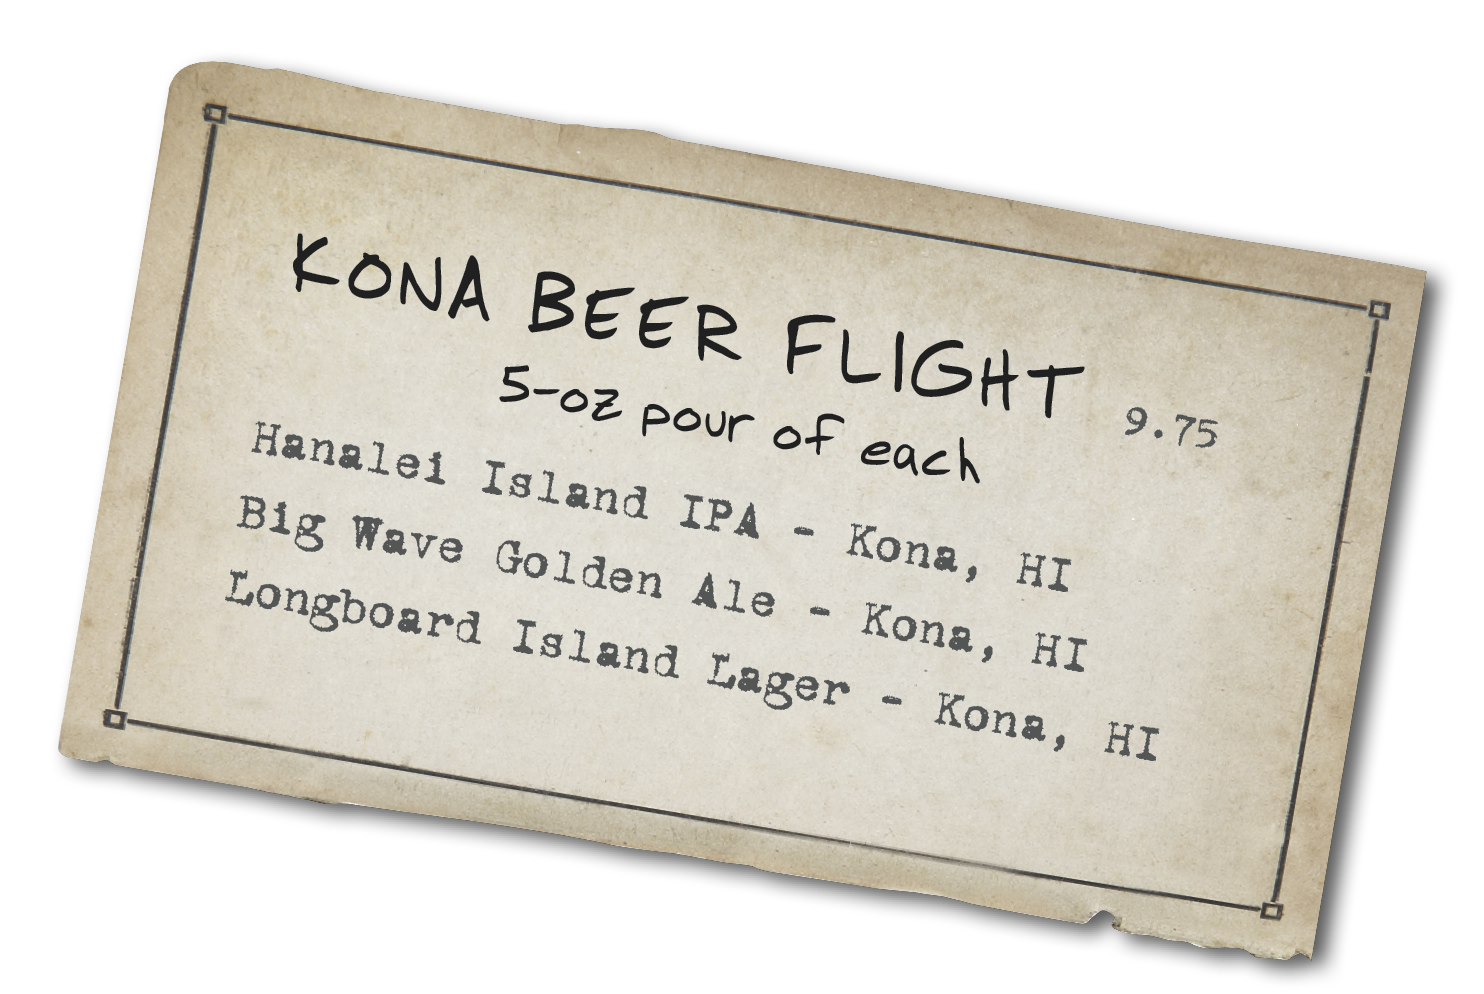 KONA BEER FLIGHT 9.75
5-oz pour of each
Hanalei Island IPA - Kona, HI
Big Wave Golden Ale - Kona, HI
Longboard Island Lager - Kona, HI